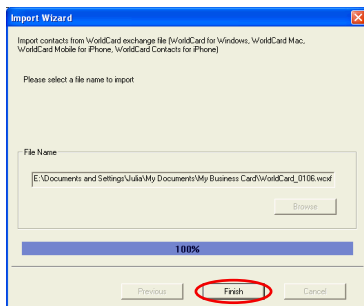 Import Wizard
Import contacts from WorldCard exchange file (WorldCard for Windows, WorldCard Mac,
WorldCard Mobile for iPhone, WorldCard Contacts for iPhone)
Please select a file name to import
File Name
E:\Documents and Settings\Julia\My Documents\My Business Card\WorldCard_0106.wcxf
Browse
100%
Previous
Finish
Cancel